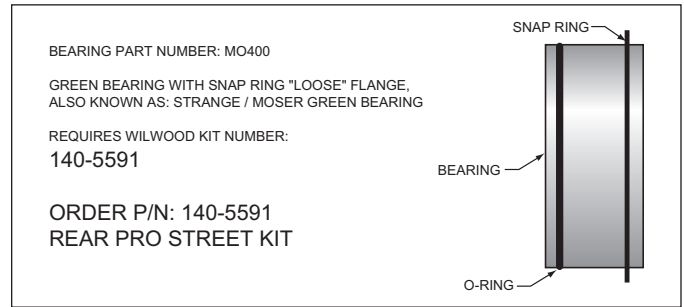 BEARING PART NUMBER: MO400
GREEN BEARING WITH SNAP RING "LOOSE" FLANGE,
ALSO KNOWN AS: STRANGE / MOSER GREEN BEARING
REQUIRES WILWOOD KIT NUMBER:
140-5591
ORDER P/N: 140-5591
REAR PRO STREET KIT
SNAP RING
BEARING
O-RING